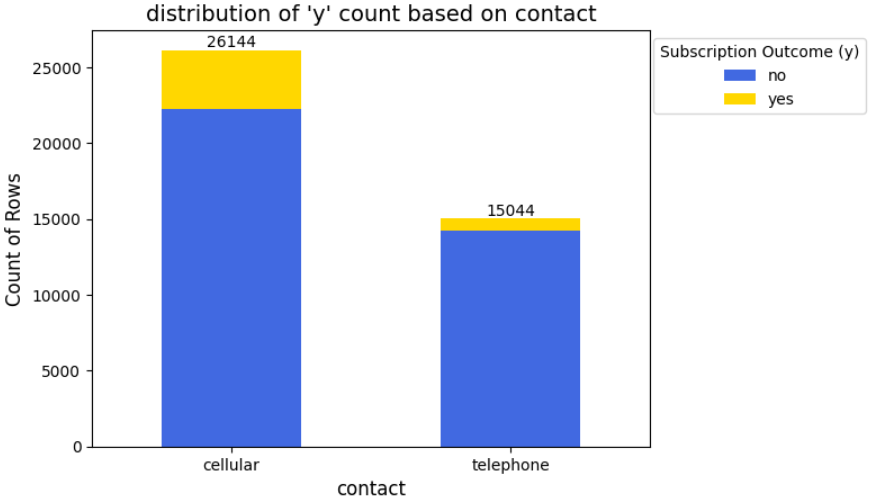 distribution of 'y' count based on contact
26144
15044
Subscription Outcome (y)
no
yes
Count of Rows
25000
20000
15000
10000
5000
0
cellular
telephone
contact